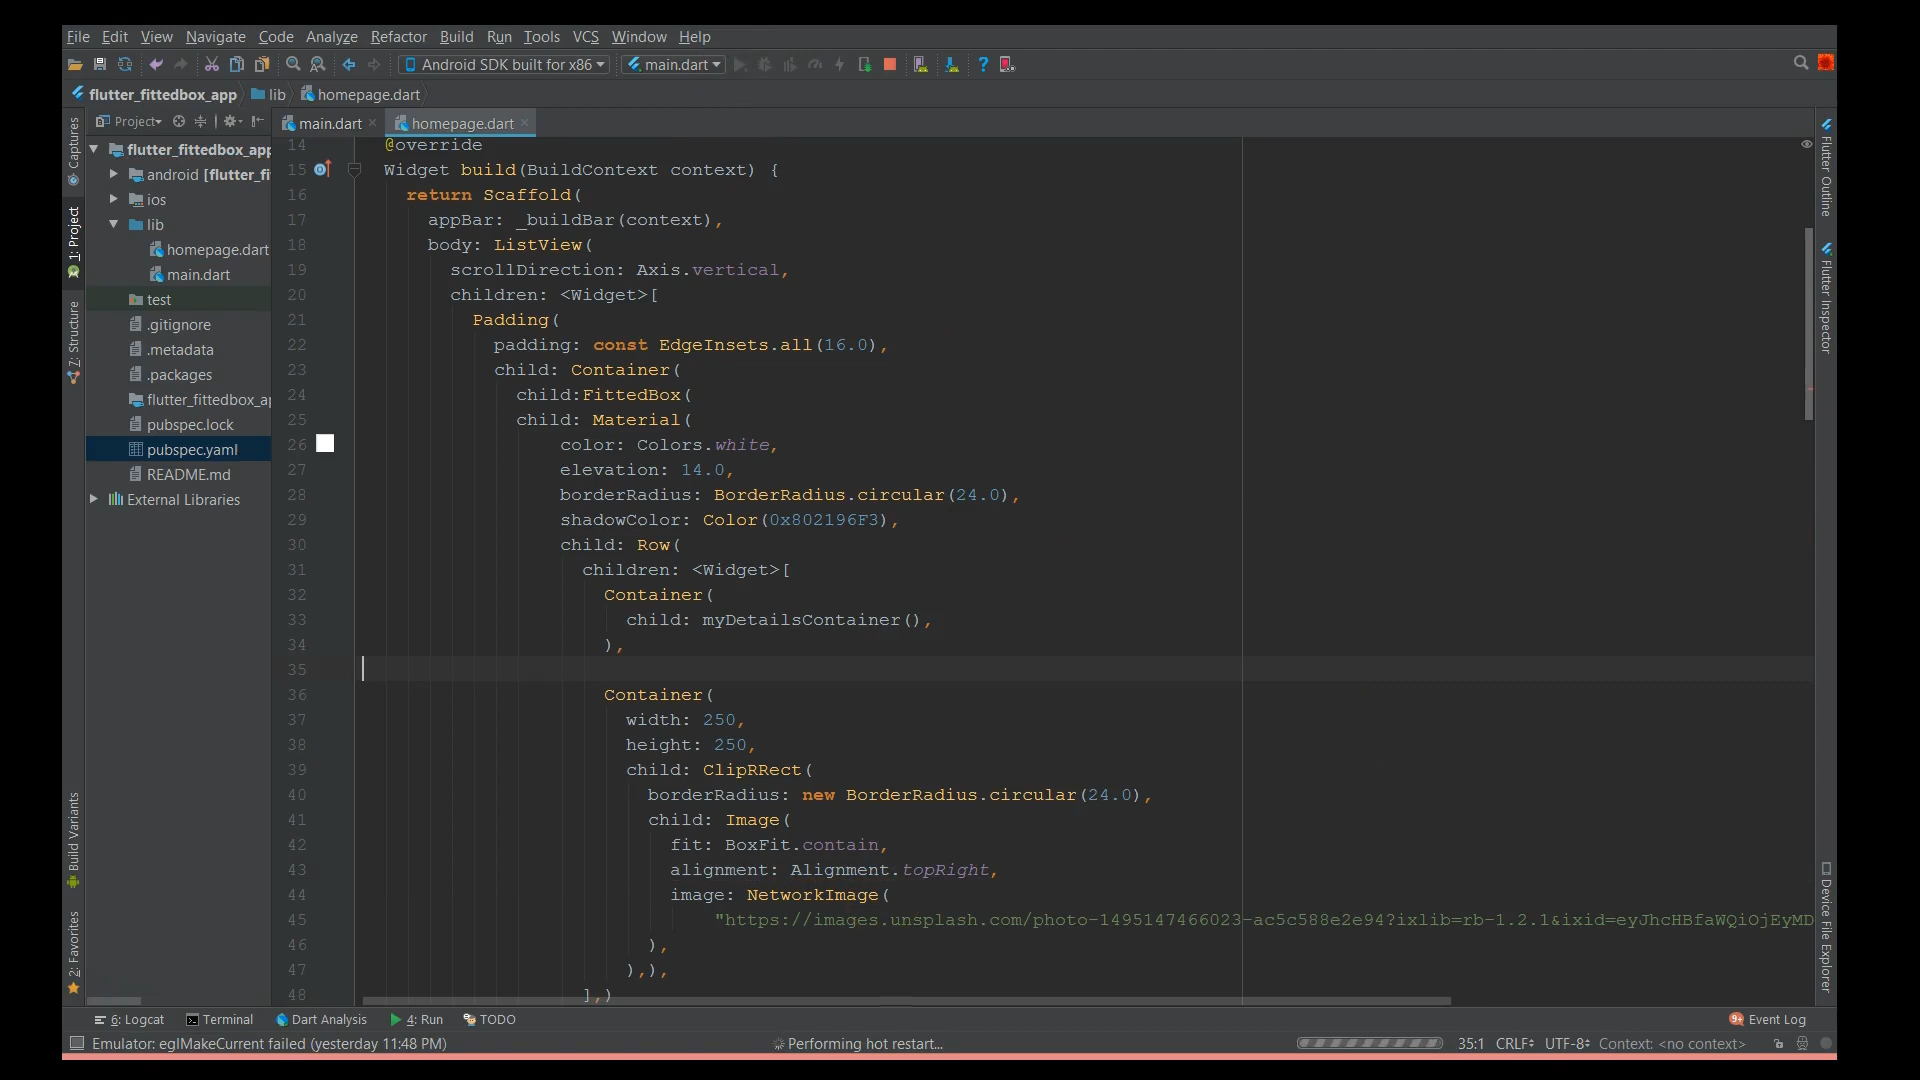 File Edit View Navigate Code Analyze Refactor Build Run Tools VCS Window Help
Android SDK built for x86 main.dart
flutter_fittedbox_app lib homepage.dart
Project
main.dart homepage.dart
flutter_fittedbox_app
android [flutter_fi
ios
lib
homepage.dart
main.dart
test
.gitignore
.metadata
.packages
flutter_fittedbox_ap
pubspec.lock
pubspec.yaml
README.md
External Libraries
Captures
1: Project
7: Structure
Build Variants
2: Favorites
14 @override
15 Widget build(BuildContext context) {
16 return Scaffold(
17 appBar: _buildBar(context),
18 body: ListView(
19 scrollDirection: Axis.vertical,
20 children: <Widget>[
21 Padding(
22 padding: const EdgeInsets.all(16.0),
23 child: Container(
24 child:FittedBox(
25 child: Material(
26 color: Colors.white,
27 elevation: 14.0,
28 borderRadius: BorderRadius.circular(24.0),
29 shadowColor: Color(0x802196F3),
30 child: Row(
31 children: <Widget>[
32 Container(
33 child: myDetailsContainer(),
34 ),
35
36 Container(
37 width: 250,
38 height: 250,
39 child: ClipRRect(
40 borderRadius: new BorderRadius.circular(24.0),
41 child: Image(
42 fit: BoxFit.contain,
43 alignment: Alignment.topRight,
44 image: NetworkImage(
45 "https://images.unsplash.com/photo-1495147466023-ac5c588e2e94?ixlib=rb-1.2.1&ixid=eyJhcHBfaWQiOjEyMD
46 ),
47 ),),
48 ],)
Flutter Outline
Flutter Inspector
Device File Explorer
6: Logcat Terminal Dart Analysis 4: Run TODO 9+ Event Log
Emulator: eglMakeCurrent failed (yesterday 11:48 PM) Performing hot restart... 35:1 CRLF UTF-8 Context: <no context>